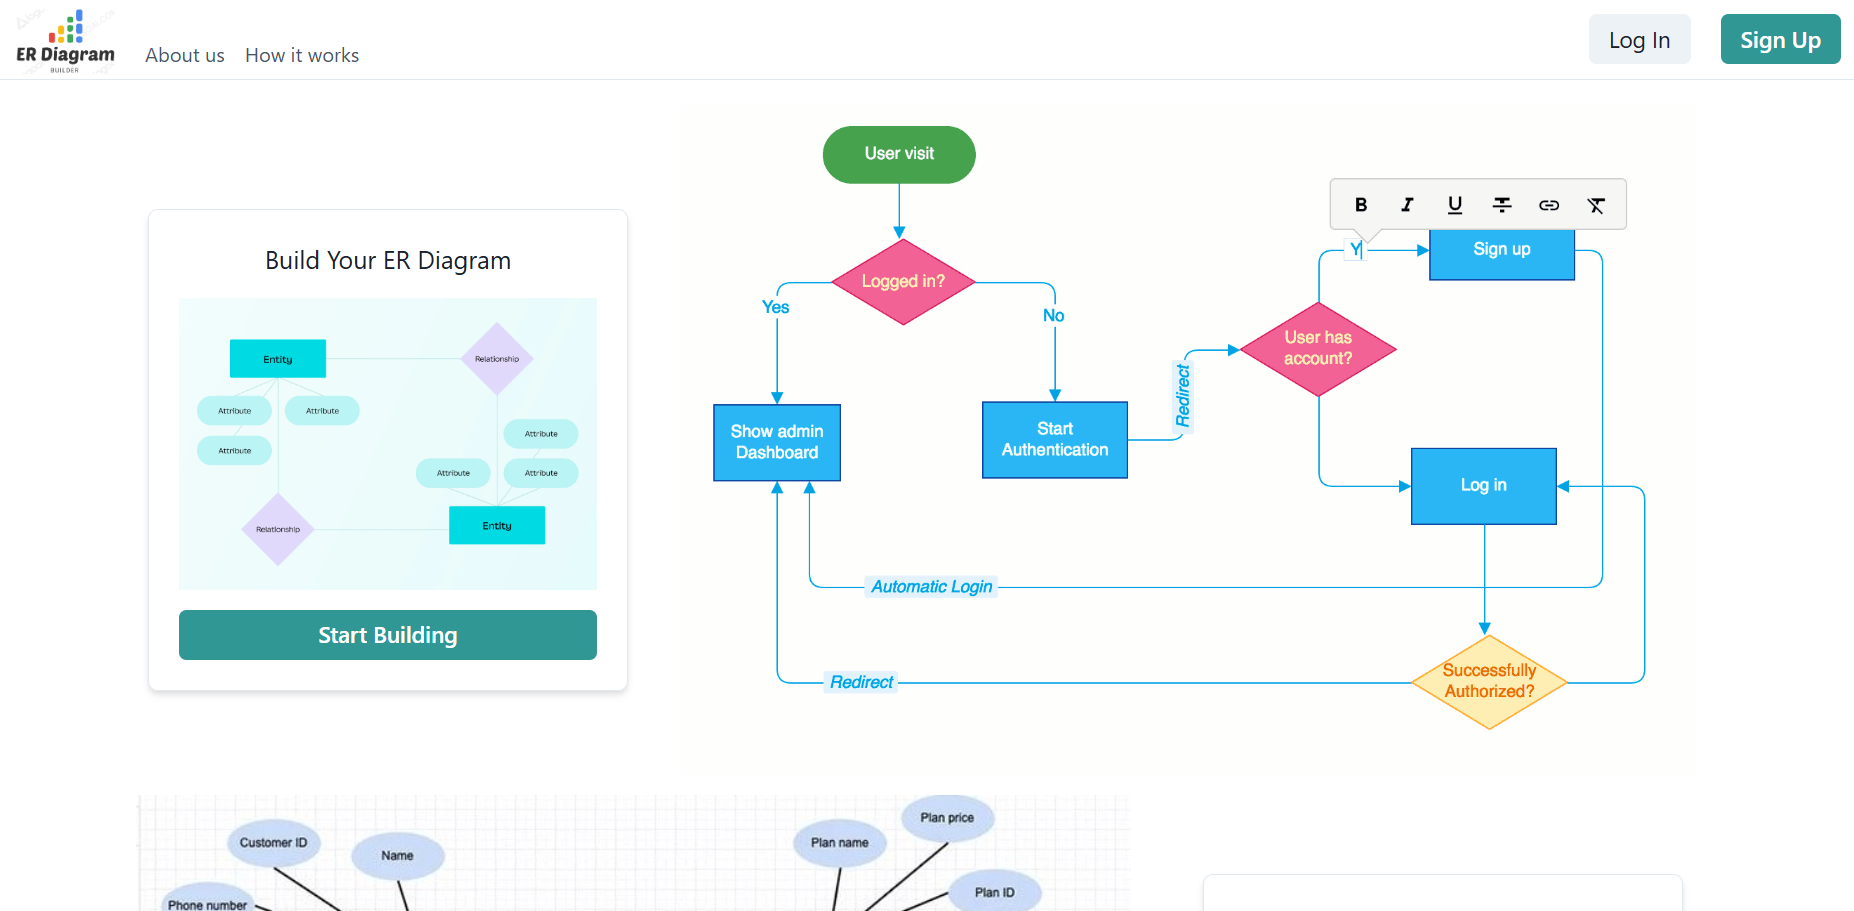 ER Diagram
BUILDER
About us
How it works
Log In
Sign Up
Build Your ER Diagram
Entity
Relationship
Attribute
Attribute
Attribute
Attribute
Attribute
Attribute
Relationship
Entity
Start Building
User visit
Logged in?
Yes
No
Show admin
Dashboard
Start
Authentication
Redirect
User has
account?
B I U
Y
Sign up
Log in
Automatic Login
Redirect
Successfully
Authorized?
Customer ID
Name
Phone number
Plan name
Plan price
Plan ID